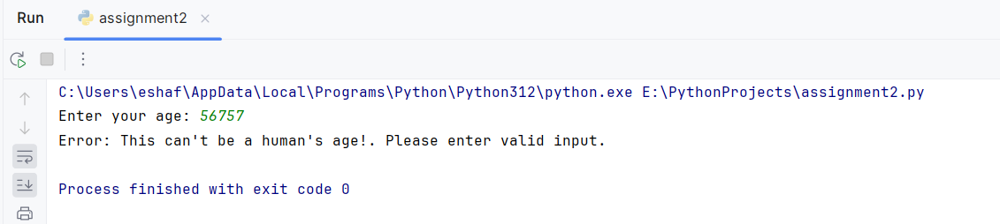 Run assignment2
C:\Users\eshaf\AppData\Local\Programs\Python\Python312\python.exe E:\PythonProjects\assignment2.py
Enter your age: 56757
Error: This can't be a human's age!. Please enter valid input.
Process finished with exit code 0